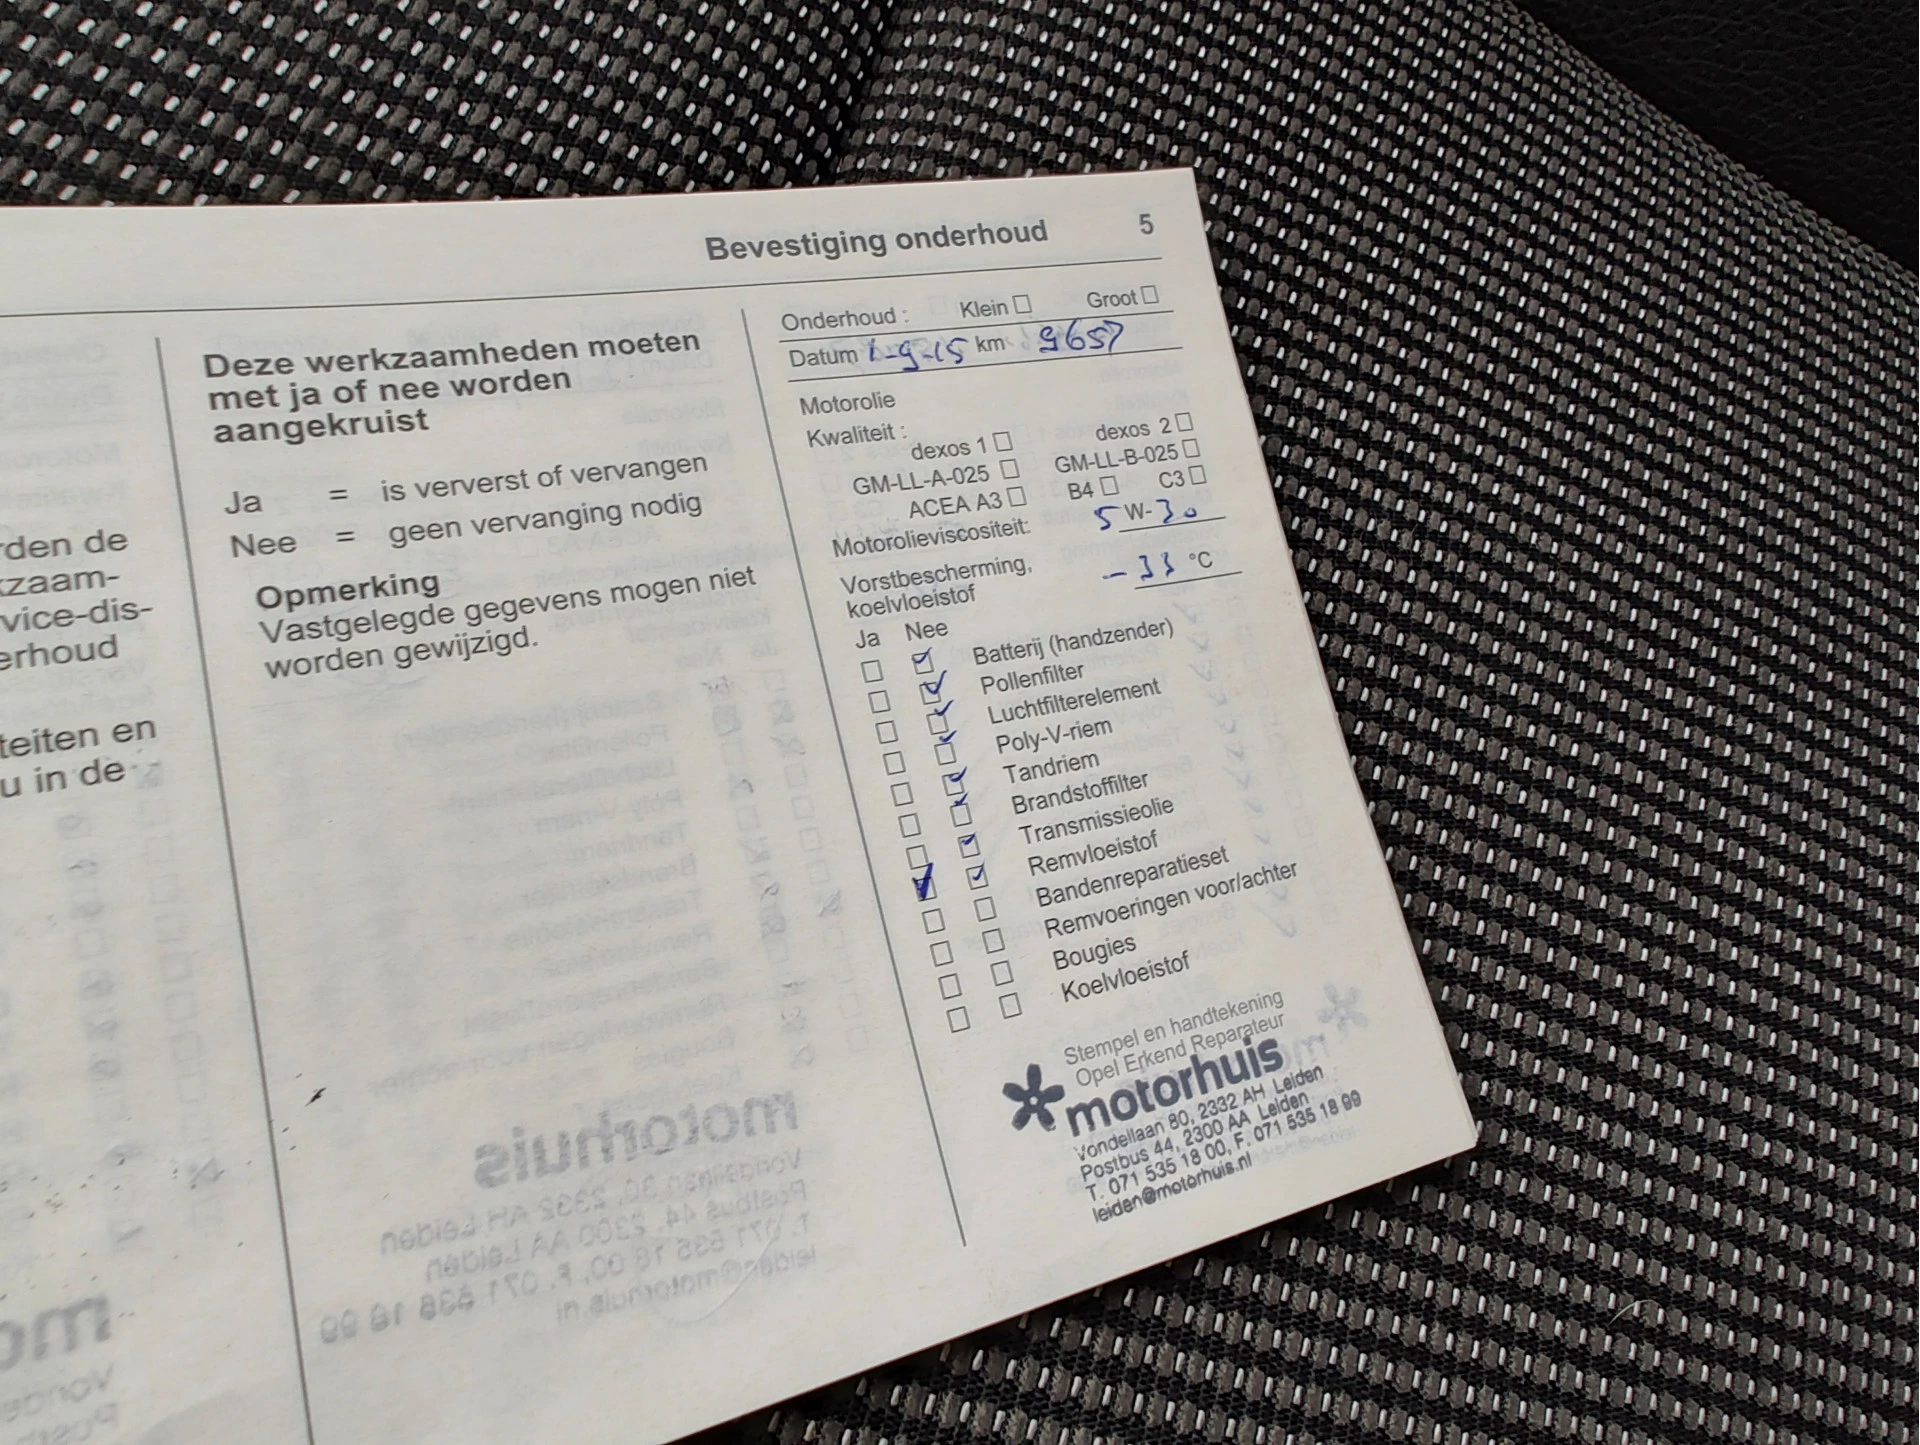 Bevestiging onderhoud 5
rden de
kzaam-
vice-dis-
erhoud
teiten en
u in de
Deze werkzaamheden moeten
met ja of nee worden
aangekruist
Ja = is ververst of vervangen
Nee = geen vervanging nodig
Opmerking
Vastgelegde gegevens mogen niet
worden gewijzigd.
Onderhoud : Klein Groot
Datum 1-9-15 km 9657
Motorolie
Kwaliteit :
dexos 1 dexos 2
GM-LL-A-025 GM-LL-B-025
ACEA A3 B4 C3
Motorolieviscositeit: 5 W-30
Vorstbescherming,
koelvloeistof -33 °C
Ja Nee
Batterij (handzender)
Pollenfilter
Luchtfilterelement
Poly-V-riem
Tandriem
Brandstoffilter
Transmissieolie
Remvloeistof
Bandenreparatieset
Remvoeringen voor/achter
Bougies
Koelvloeistof
Stempel en handtekening
Opel Erkend Reparateur
motorhuis
Vondellaan 80, 2332 AH Leiden
Postbus 44, 2300 AA Leiden
T. 071 535 18 00, F. 071 535 18 99
leiden@motorhuis.nl